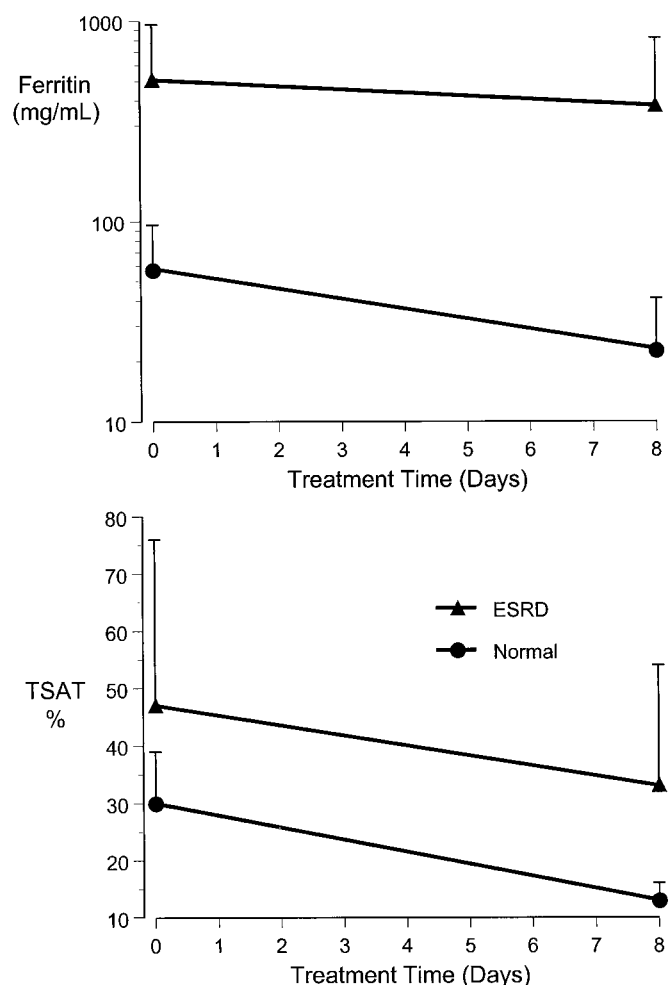 1000
Ferritin
(mg/mL)
100
10
0 1 2 3 4 5 6 7 8
Treatment Time (Days)
80
70
ESRD
60
Normal
50
TSAT
%
40
30
20
10
0 1 2 3 4 5 6 7 8
Treatment Time (Days)